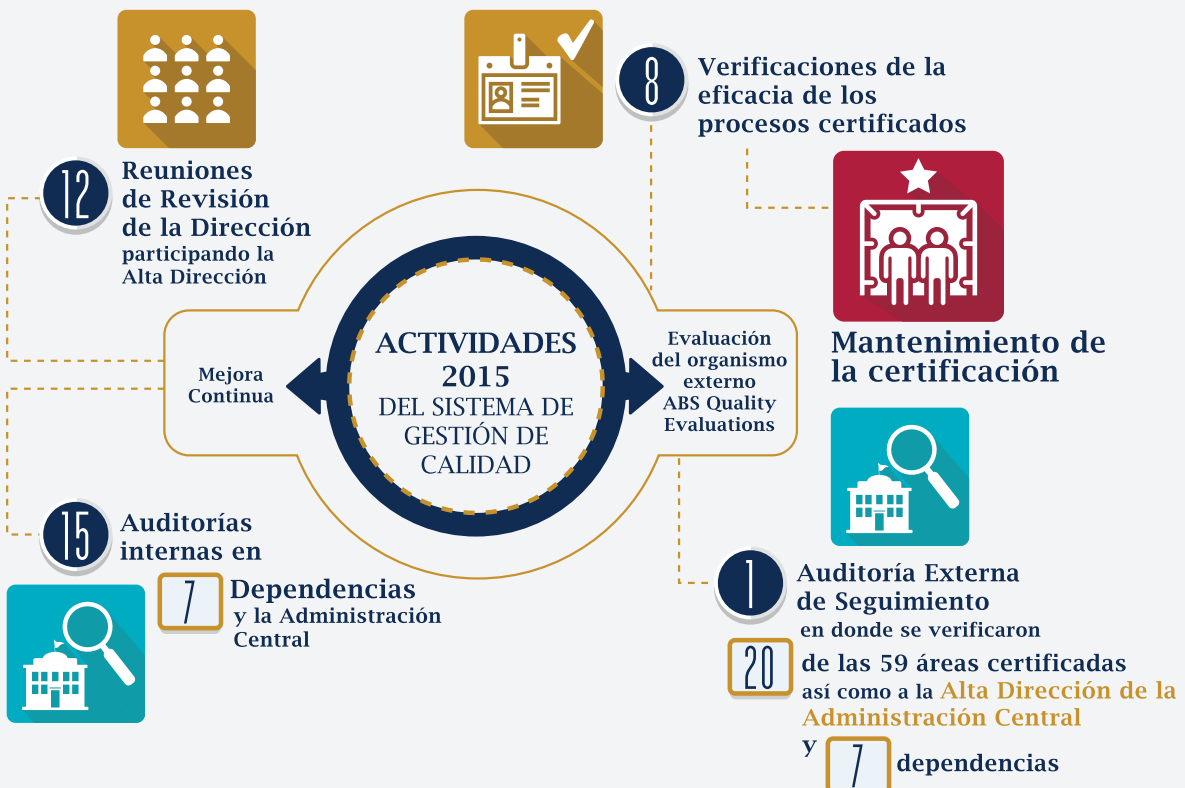 12
Reuniones
de Revisión
de la Dirección
participando la
Alta Dirección
8
Verificaciones de la
eficacia de los
procesos certificados
Mantenimiento de
la certificación
Mejora
Continua
ACTIVIDADES
2015
DEL SISTEMA DE
GESTIÓN DE
CALIDAD
Evaluación
del organismo
externo
ABS Quality
Evaluations
15
Auditorías
internas en
7
Dependencias
y la Administración
Central
1
Auditoría Externa
de Seguimiento
en donde se verificaron
20
de las 59 áreas certificadas
así como a la Alta Dirección de la
Administración Central
y
7
dependencias